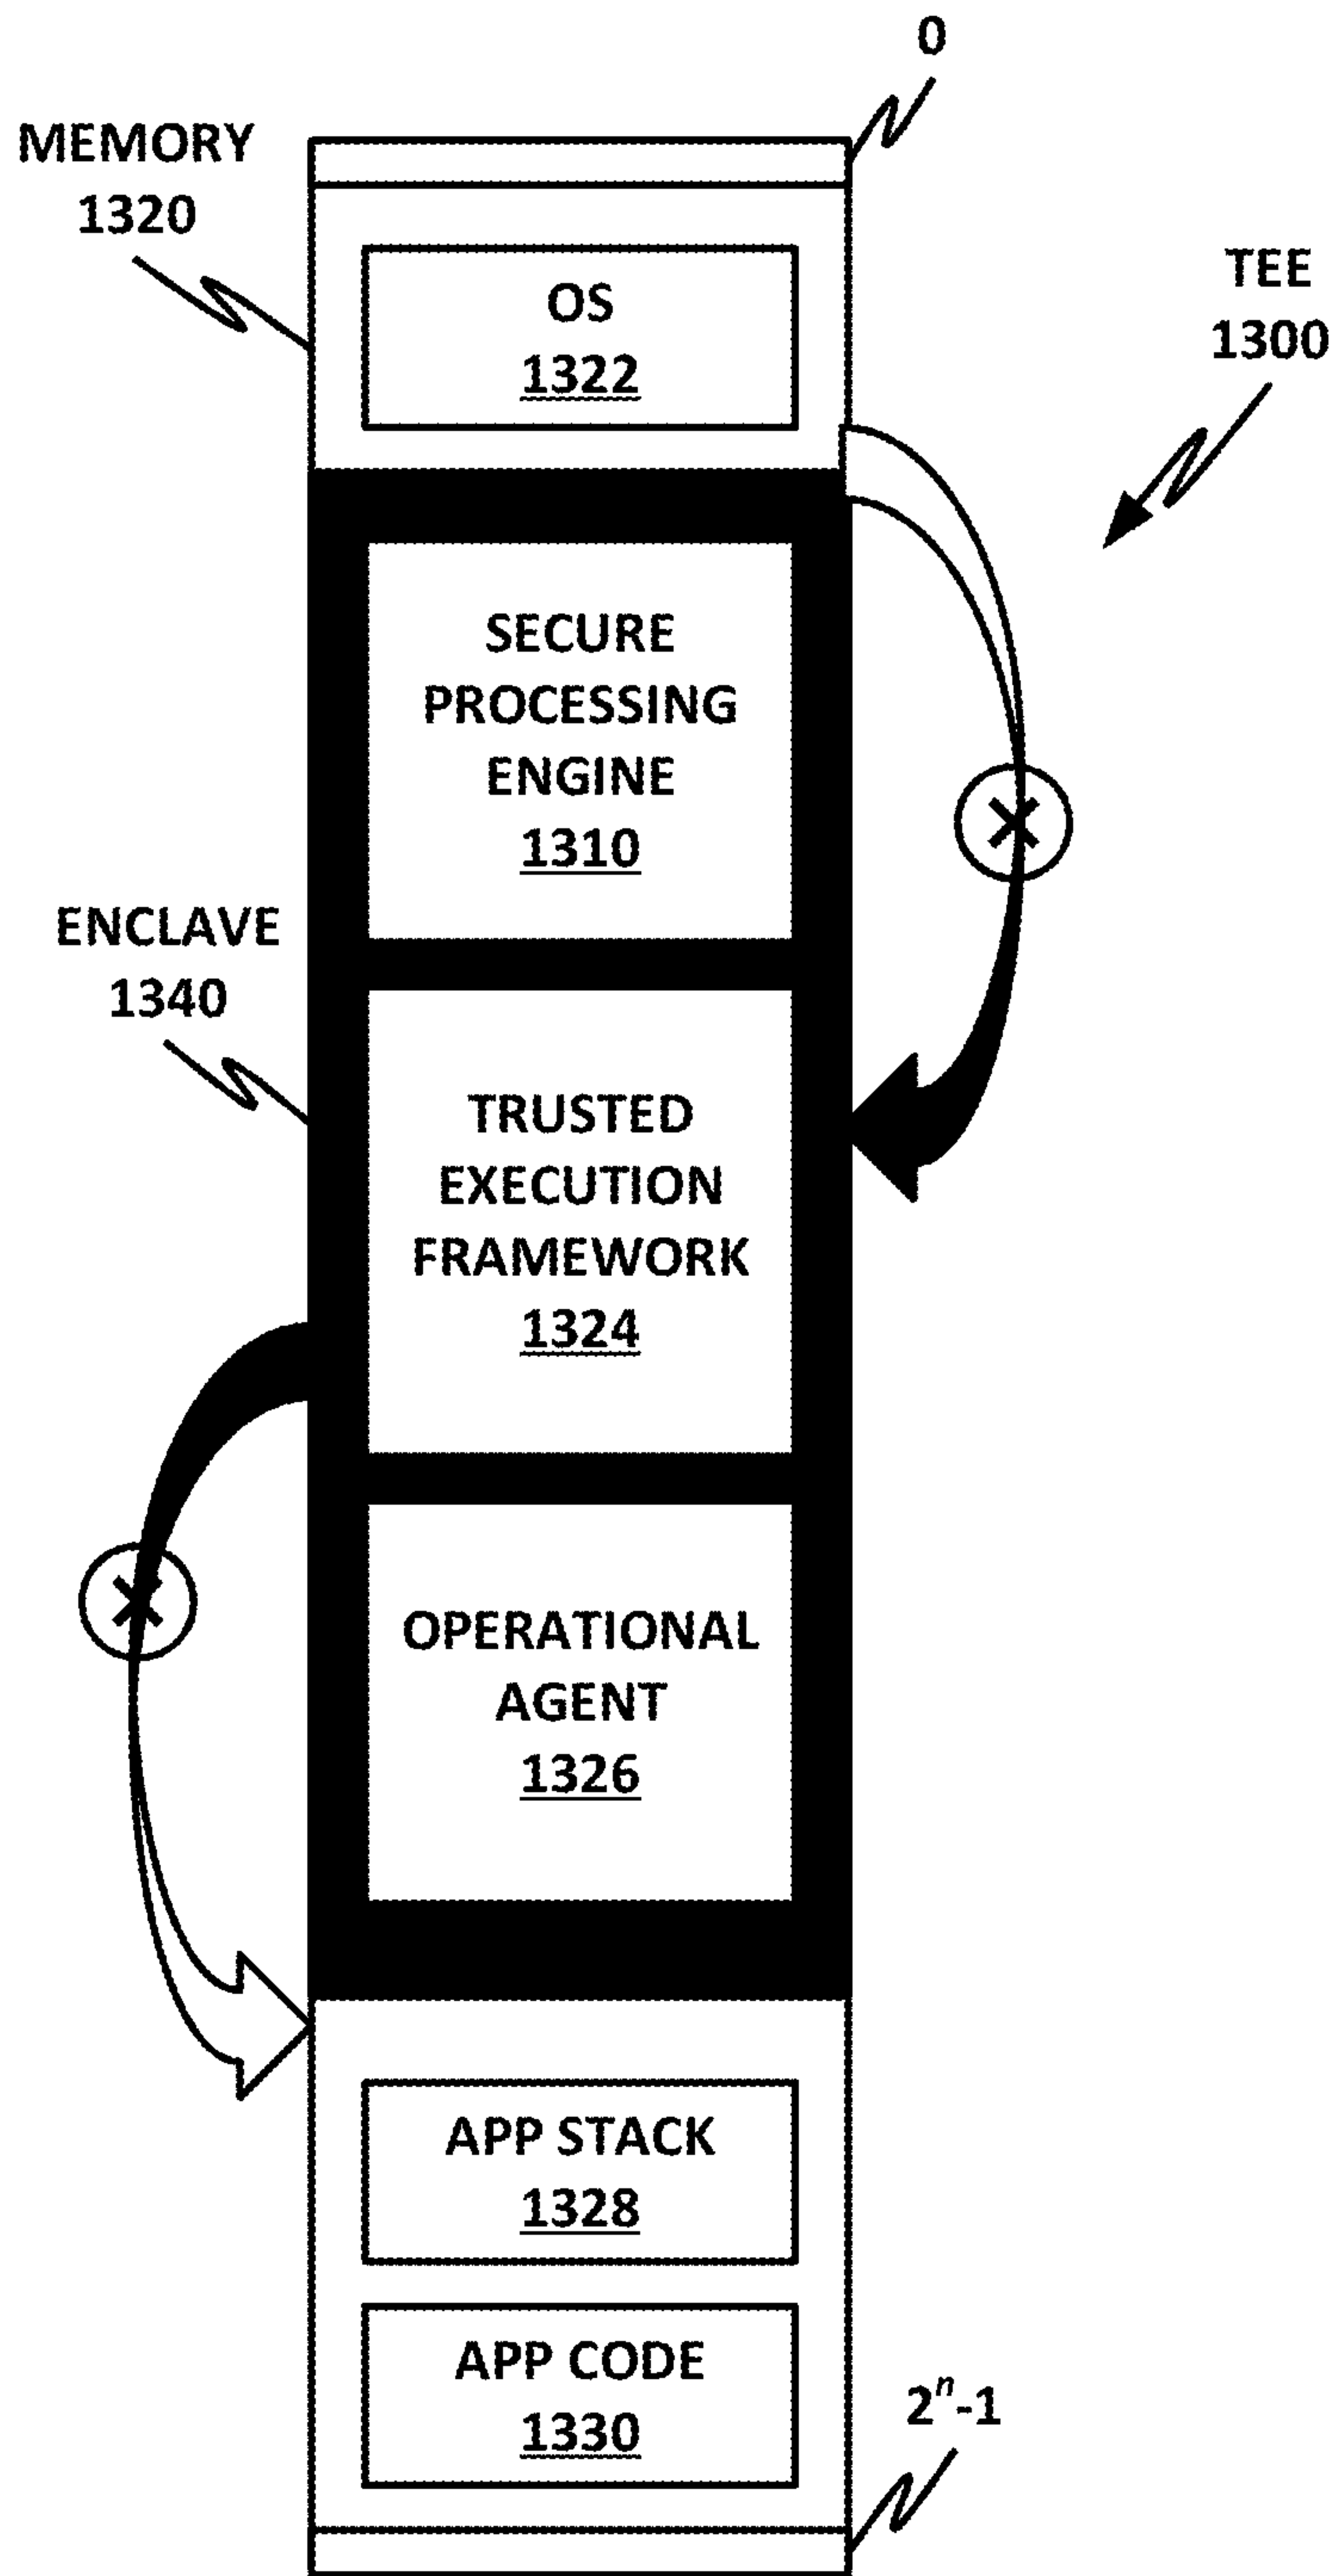 0
MEMORY
1320
OS
1322
TEE
1300
SECURE
PROCESSING
ENGINE
1310
ENCLAVE
1340
TRUSTED
EXECUTION
FRAMEWORK
1324
OPERATIONAL
AGENT
1326
APP STACK
1328
APP CODE
1330
2ⁿ-1